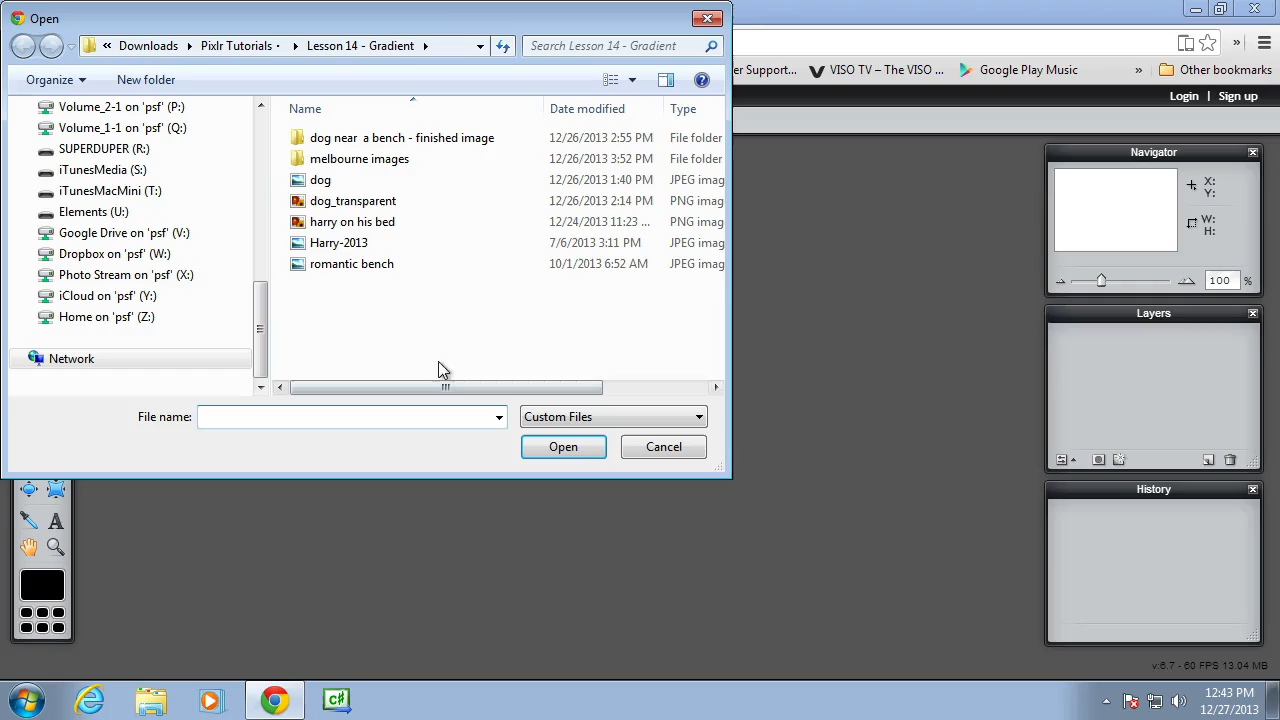 Open
Downloads
Pixlr Tutorials
Lesson 14 - Gradient
Search Lesson 14 - Gradient
Organize
New folder
er Support...
VISO TV – The VISO ...
Google Play Music
»
Other bookmarks
Login | Sign up
Volume_2-1 on 'psf' (P:)
Volume_1-1 on 'psf' (Q:)
SUPERDUPER (R:)
iTunesMedia (S:)
iTunesMacMini (T:)
Elements (U:)
Google Drive on 'psf' (V:)
Dropbox on 'psf' (W:)
Photo Stream on 'psf' (X:)
iCloud on 'psf' (Y:)
Home on 'psf' (Z:)
Network
Name Date modified Type
dog near a bench - finished image 12/26/2013 2:55 PM File folder
melbourne images 12/26/2013 3:52 PM File folder
dog 12/26/2013 1:40 PM JPEG imag
dog_transparent 12/26/2013 2:14 PM PNG imag
harry on his bed 12/24/2013 11:23 ... PNG imag
Harry-2013 7/6/2013 3:11 PM JPEG imag
romantic bench 10/1/2013 6:52 AM JPEG imag
File name:
Custom Files
Open
Cancel
Navigator
X:
Y:
W:
H:
100 %
Layers
History
A
v:6.7 - 60 FPS 13.04 MB
C#
12:43 PM
12/27/2013